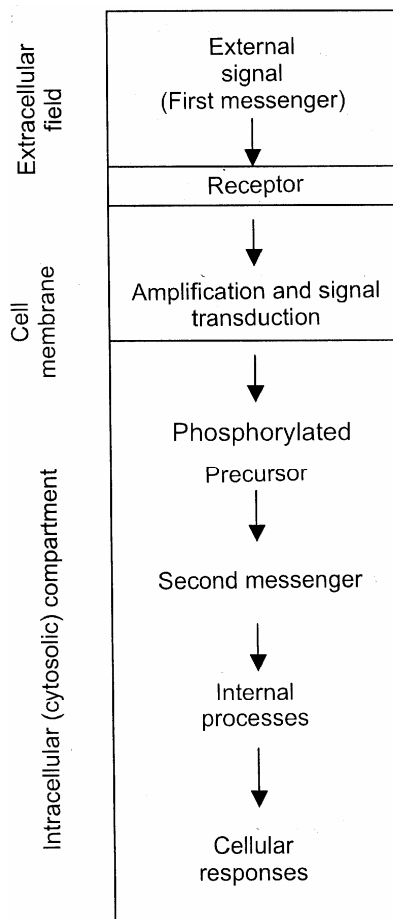 Extracellular
field
External
signal
(First messenger)
Receptor
Cell
membrane
Amplification and signal
transduction
Intracellular (cytosolic) compartment
Phosphorylated
Precursor
Second messenger
Internal
processes
Cellular
responses